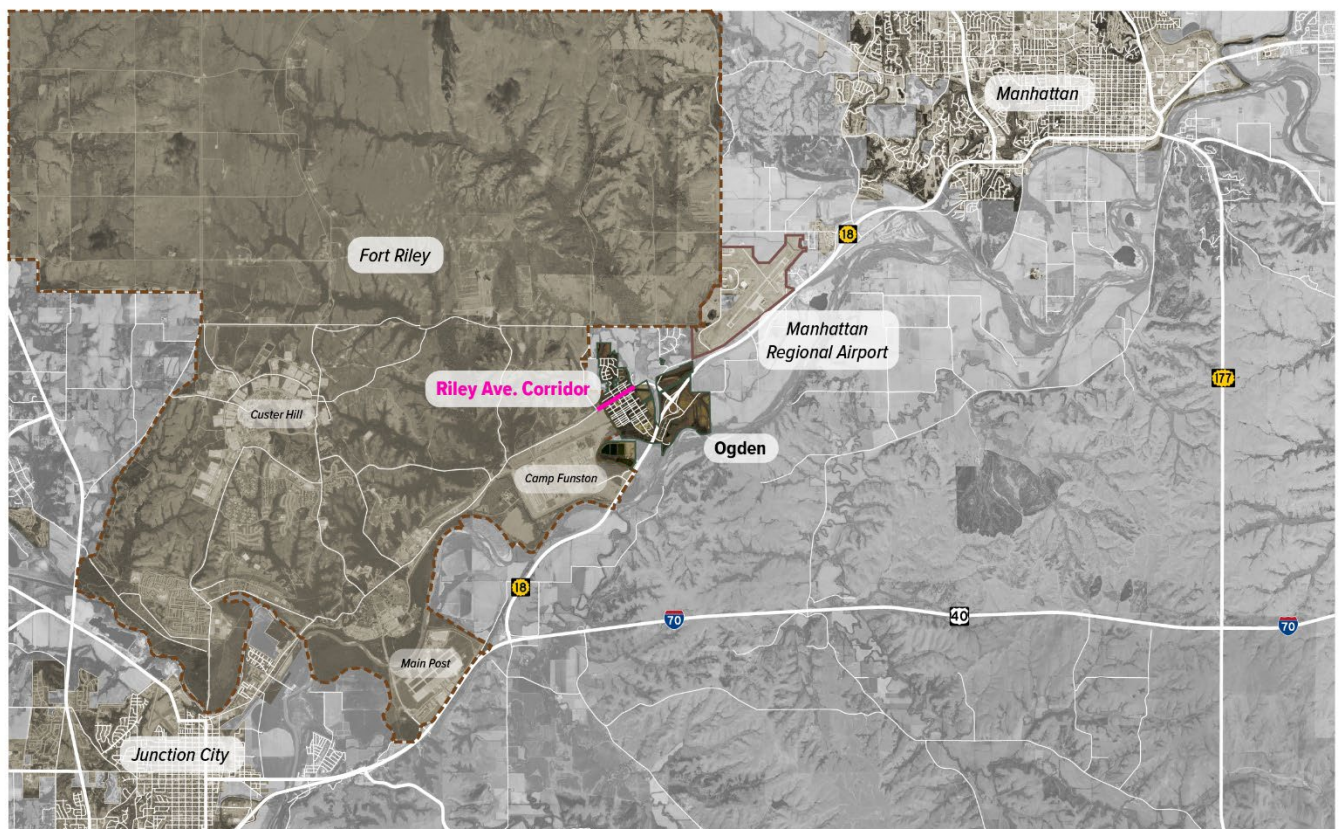 Manhattan
18
Fort Riley
Manhattan
Regional Airport
Riley Ave. Corridor
177
Custer Hill
Ogden
Camp Funston
18
70
40
70
Main Post
Junction City